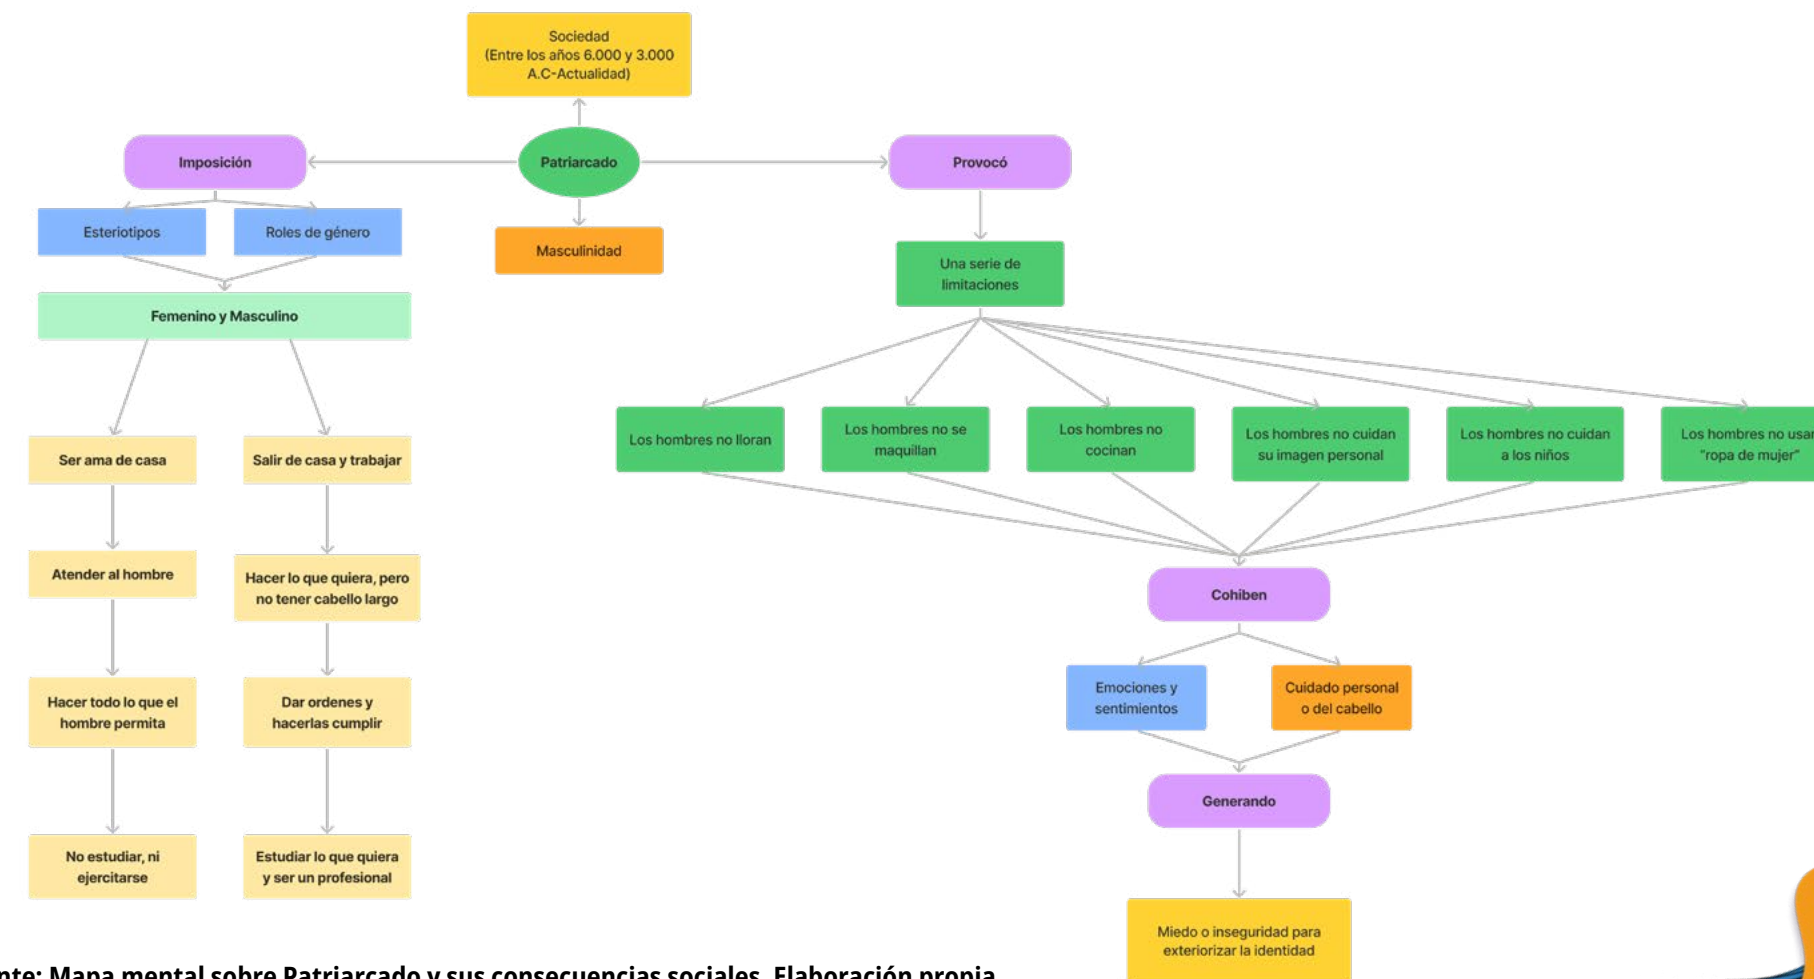 Sociedad
(Entre los años 6.000 y 3.000
A.C-Actualidad)
Imposición
Patriarcado
Provocó
Esteriotipos
Roles de género
Masculinidad
Una serie de
limitaciones
Femenino y Masculino
Ser ama de casa
Salir de casa y trabajar
Atender al hombre
Hacer lo que quiera, pero
no tener cabello largo
Hacer todo lo que el
hombre permita
Dar ordenes y
hacerlas cumplir
No estudiar, ni
ejercitarse
Estudiar lo que quiera
y ser un profesional
Los hombres no lloran
Los hombres no se
maquillan
Los hombres no
cocinan
Los hombres no cuidan
su imagen personal
Los hombres no cuidan
a los niños
Los hombres no usan
"ropa de mujer"
Cohiben
Emociones y
sentimientos
Cuidado personal
o del cabello
Generando
Miedo o inseguridad para
exteriorizar la identidad
nte: Mapa mental sobre Patriarcado y sus consecuencias sociales. Elaboración propia